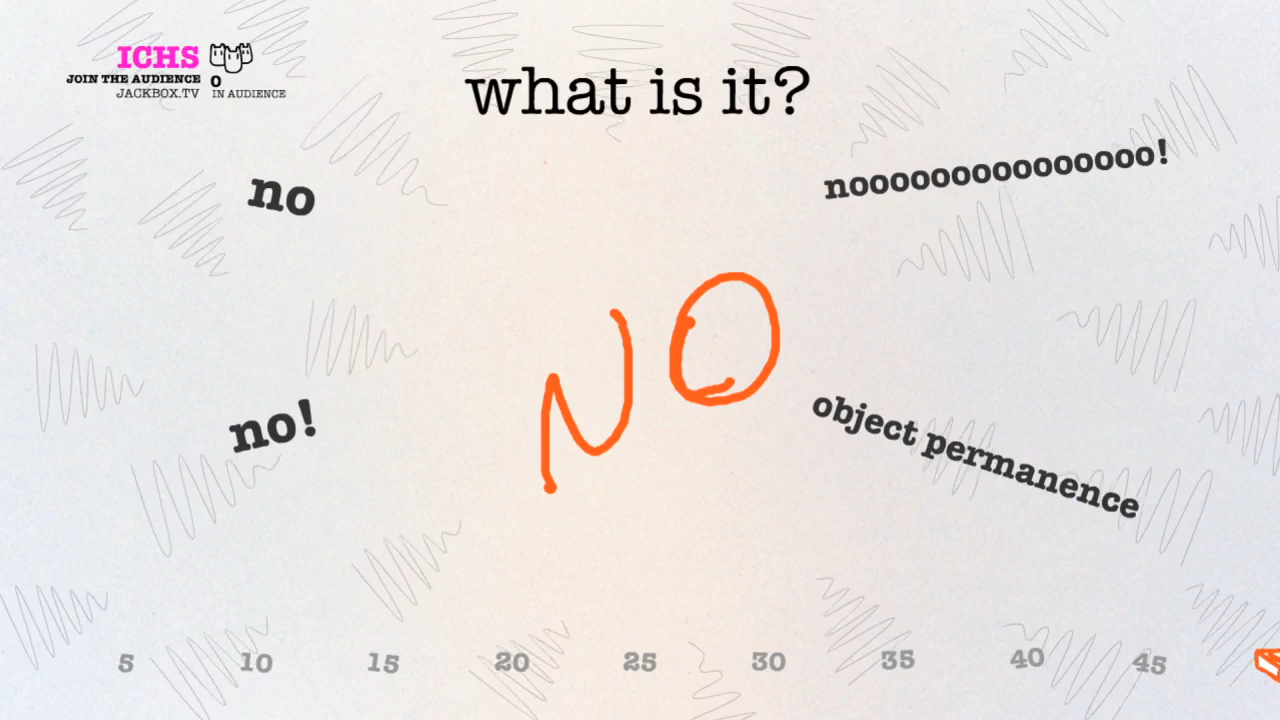 ICHS
JOIN THE AUDIENCE 0
JACKBOX.TV IN AUDIENCE
what is it?
no
nooooooooooooooo!
NO
no!
object permanence
5 10 15 20 25 30 35 40 45